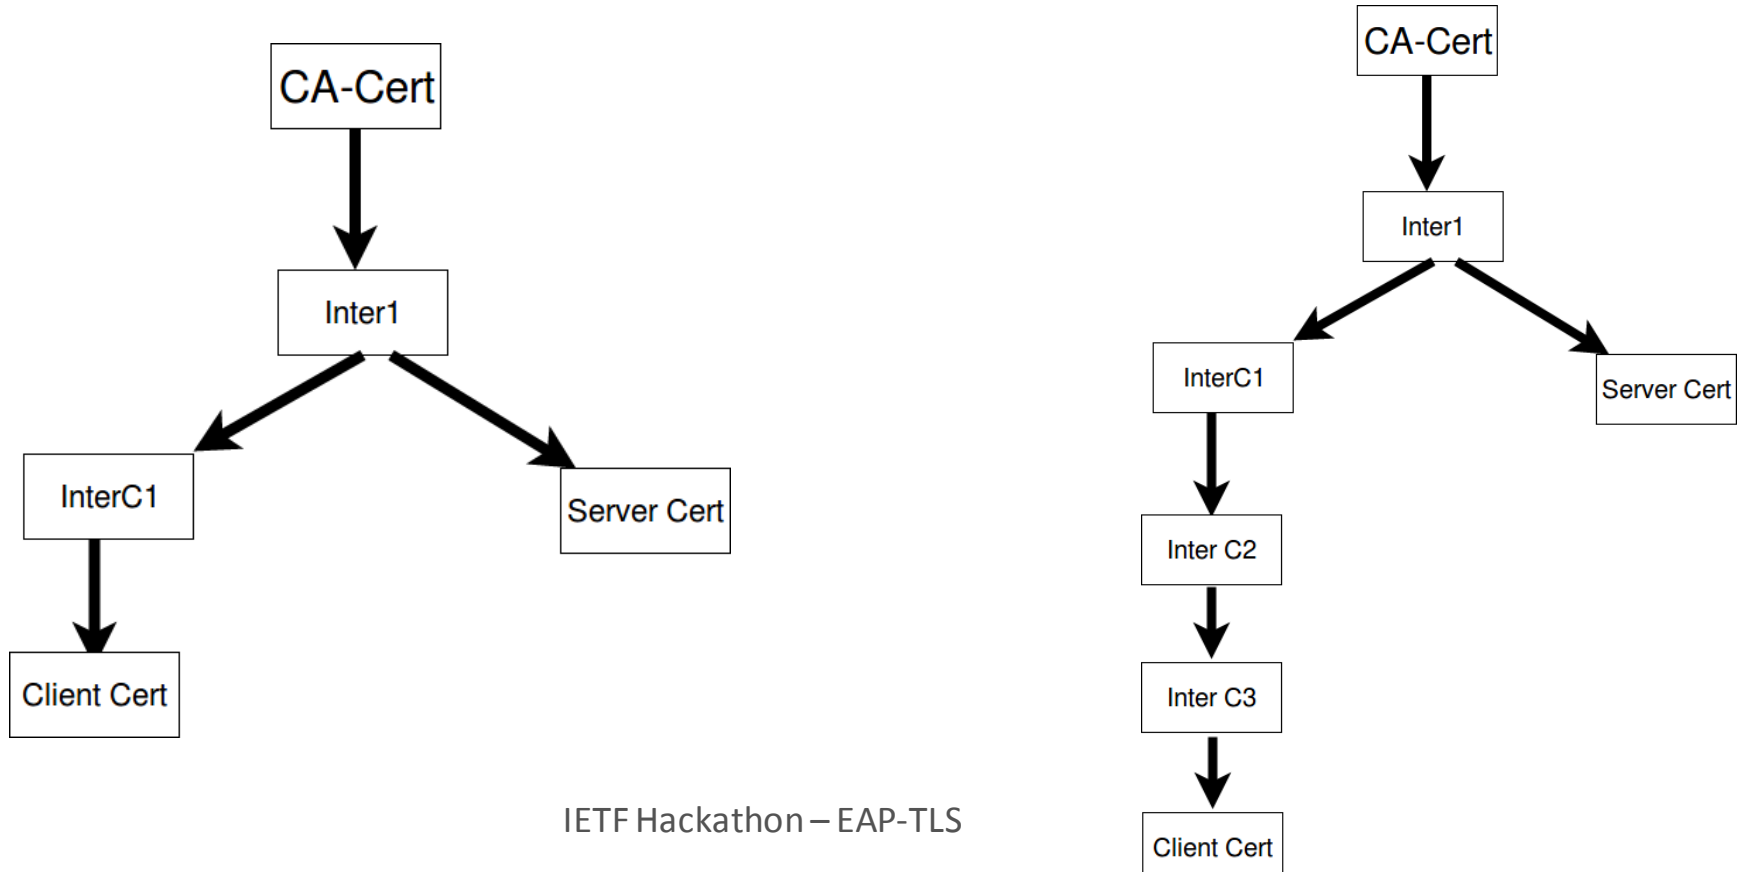 CA-Cert
Inter1
InterC1
Server Cert
Client Cert
CA-Cert
Inter1
InterC1
Server Cert
Inter C2
Inter C3
Client Cert
IETF Hackathon – EAP-TLS